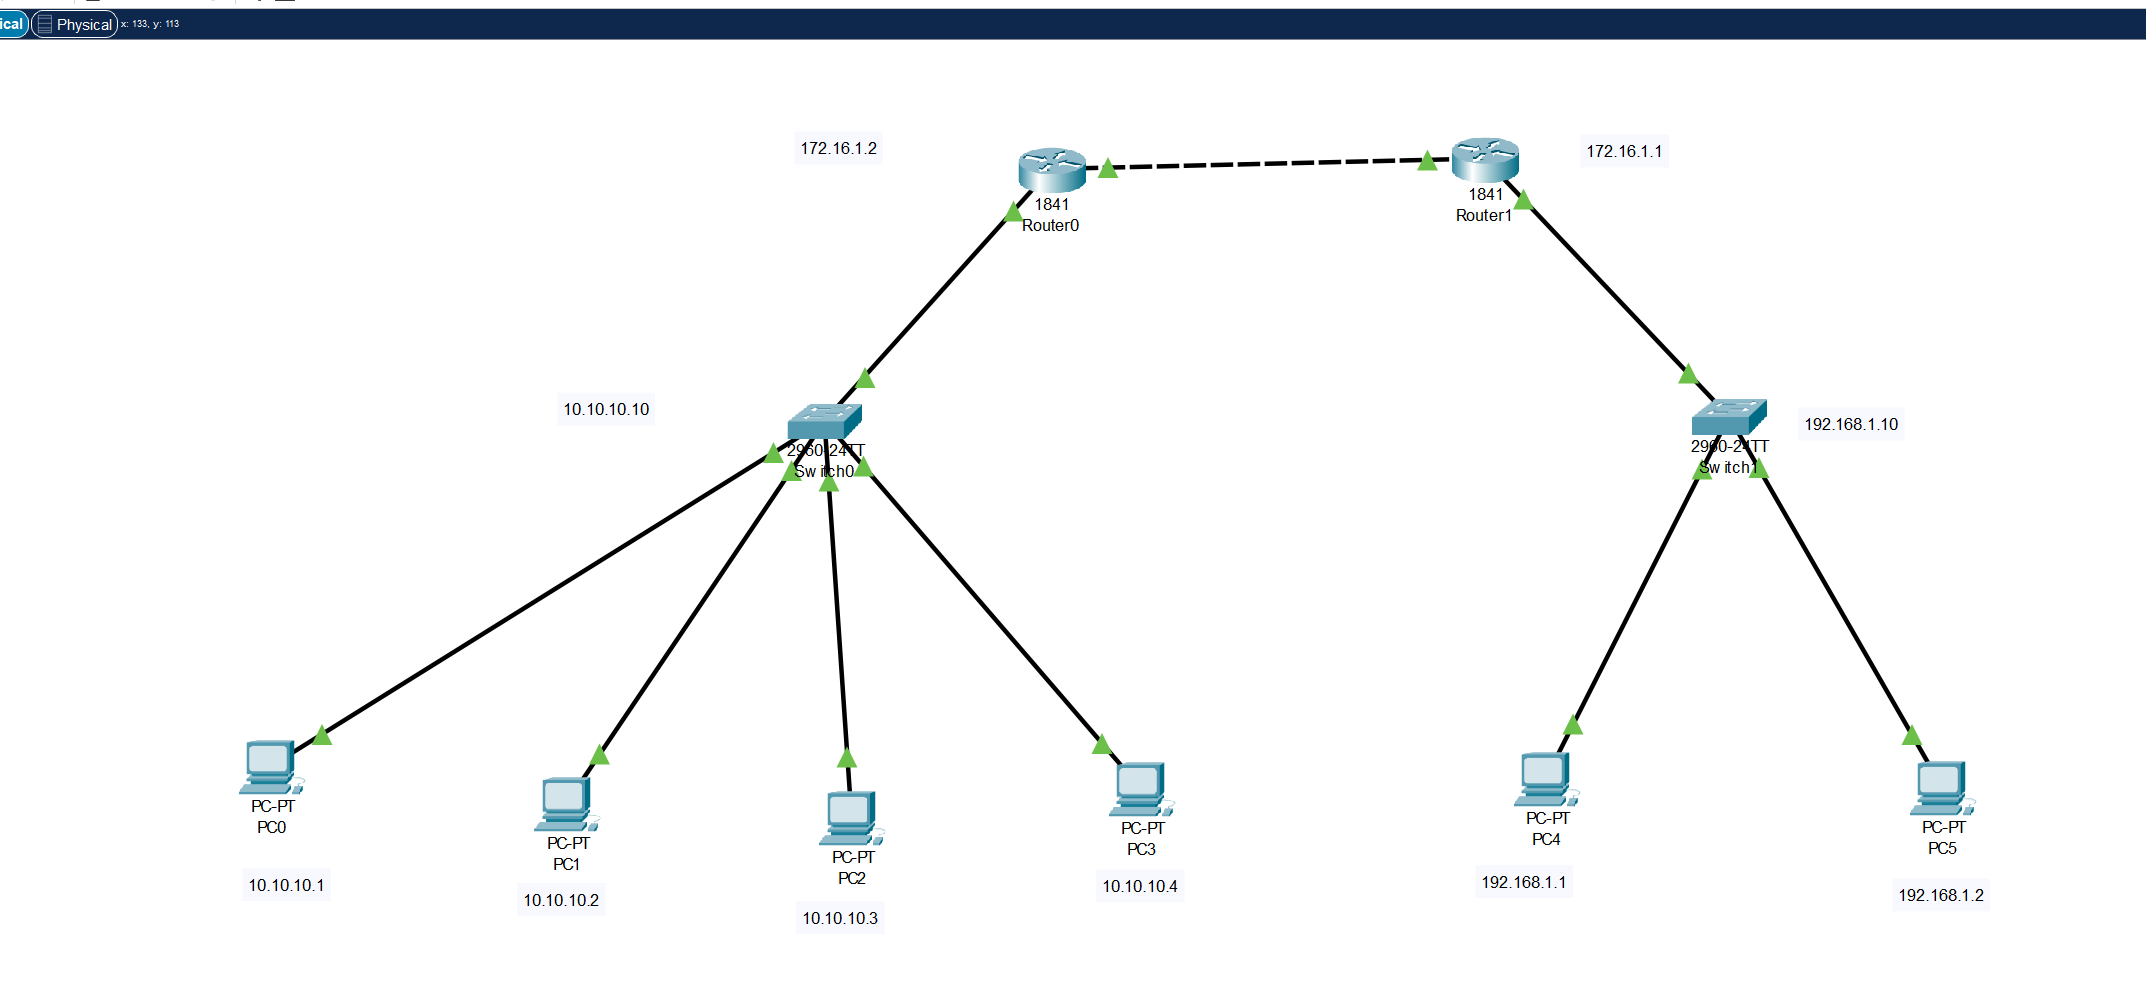 ical
Physical
x: 133, y: 113
172.16.1.2
172.16.1.1
1841
Router0
1841
Router1
10.10.10.10
192.168.1.10
2960-24TT
Switch0
2960-24TT
Switch1
PC-PT
PC0
PC-PT
PC1
PC-PT
PC2
PC-PT
PC3
PC-PT
PC4
PC-PT
PC5
10.10.10.1
10.10.10.2
10.10.10.3
10.10.10.4
192.168.1.1
192.168.1.2